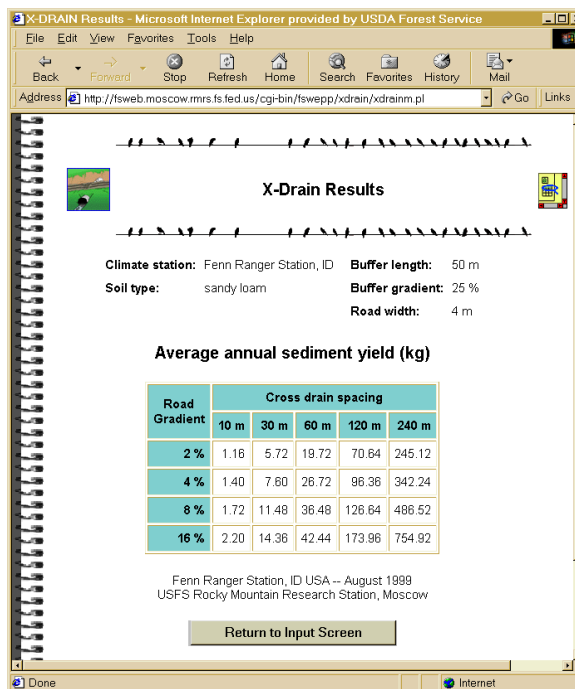 X-DRAIN Results - Microsoft Internet Explorer provided by USDA Forest Service
File Edit View Favorites Tools Help
Back Forward Stop Refresh Home Search Favorites History Mail
Address http://fsweb.moscow.rmrs.fs.fed.us/cgi-bin/fswepp/xdrain/xdrainm.pl Go Links
X-Drain Results
Climate station: Fenn Ranger Station, ID Buffer length: 50 m
Soil type: sandy loam Buffer gradient: 25 %
Road width: 4 m
Average annual sediment yield (kg)
Road Gradient Cross drain spacing
10 m 30 m 60 m 120 m 240 m
2 % 1.16 5.72 19.72 70.64 245.12
4 % 1.40 7.60 26.72 96.36 342.24
8 % 1.72 11.48 36.48 126.64 486.52
16 % 2.20 14.36 42.44 173.96 754.92
Fenn Ranger Station, ID USA -- August 1999
USFS Rocky Mountain Research Station, Moscow
Return to Input Screen
Done Internet